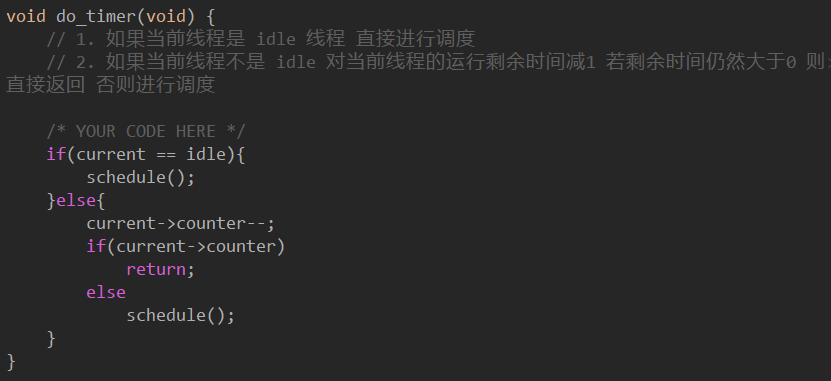 void do_timer(void) {
    // 1. 如果当前线程是 idle 线程 直接进行调度
    // 2. 如果当前线程不是 idle 对当前线程的运行剩余时间减1 若剩余时间仍然大于0 则
直接返回 否则进行调度
    /* YOUR CODE HERE */
    if(current == idle){
        schedule();
    }else{
        current->counter--;
        if(current->counter)
            return;
        else
            schedule();
    }
}